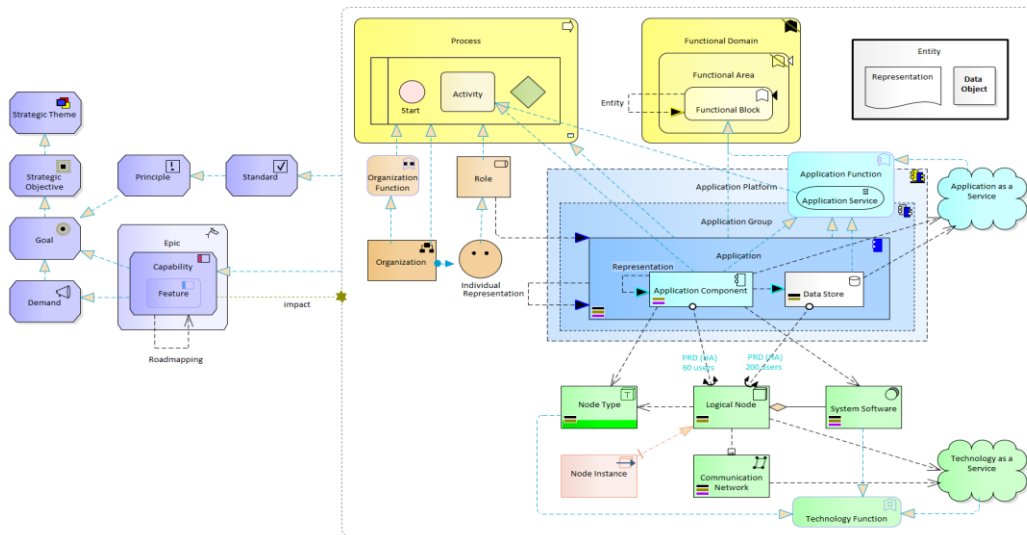 Process
Functional Domain
Entity
Functional Area
Representation
Data
Object
Activity
Entity
Functional Block
Strategic Theme
Start
Strategic
Objective
Principle
Standard
Organization
Function
Role
Application Function
Application Platform
Application Service
Application as a
Service
Application Group
Goal
Epic
Application
Organization
Capability
Representation
Feature
Individual
Representation
Application Component
Data Store
Demand
impact
Roadmapping
PRD (HA)
60 users
PRD (HA)
200 users
Node Type
Logical Node
System Software
Node Instance
Communication
Network
Technology as a
Service
Technology Function